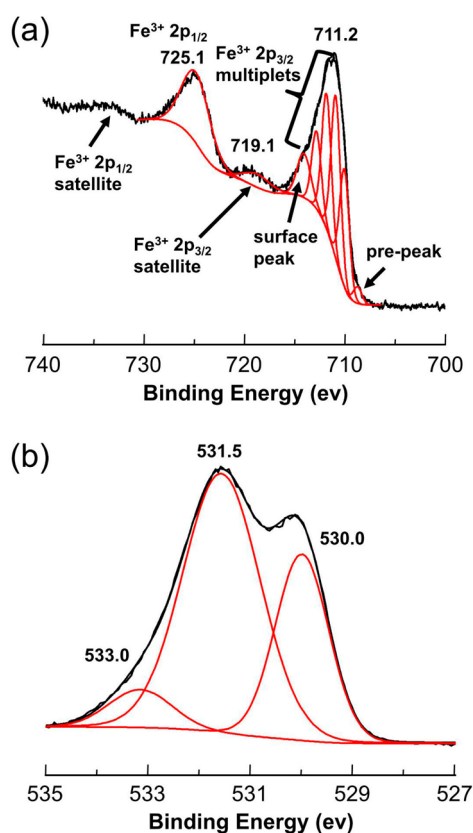 (a)
Fe³⁺ 2p₁/₂
725.1
Fe³⁺ 2p₃/₂
multiplets
711.2
719.1
Fe³⁺ 2p₁/₂
satellite
Fe³⁺ 2p₃/₂
satellite
surface
peak
pre-peak
740 730 720 710 700
Binding Energy (ev)
(b)
531.5
530.0
533.0
535 533 531 529 527
Binding Energy (ev)